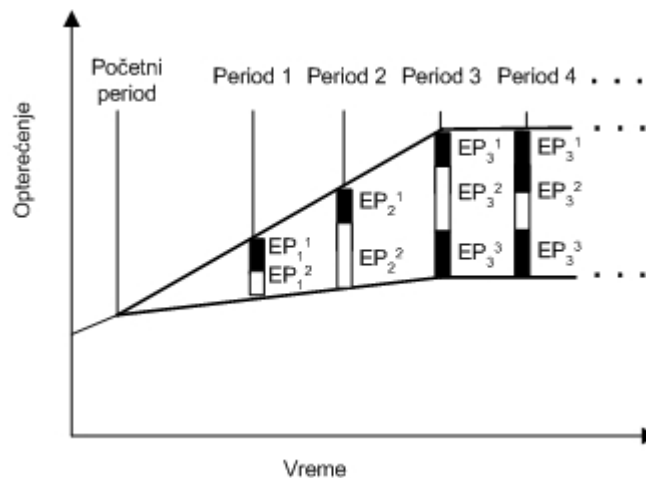 Početni
period
Period 1 Period 2 Period 3 Period 4 . . .
. . .
Opterećenje
EP₁¹
EP₁²
EP₂¹
EP₂²
EP₃¹
EP₃²
EP₃³
EP₃¹
EP₃²
EP₃³
. . .
Vreme